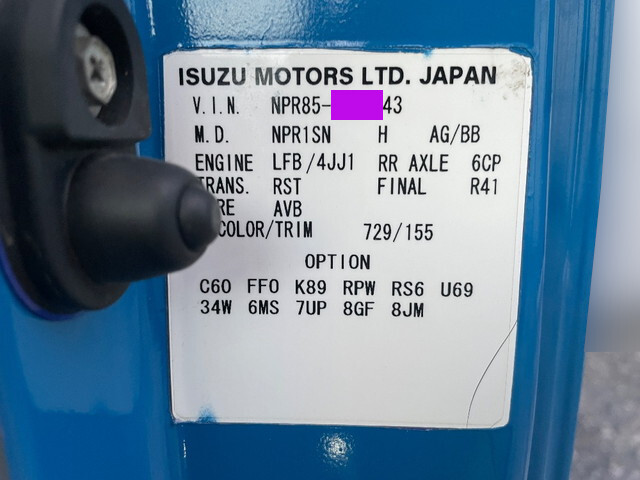 ISUZU MOTORS LTD. JAPAN
V.I.N. NPR85- 43
M.D. NPR1SN H AG/BB
ENGINE LFB/4JJ1 RR AXLE 6CP
TRANS. RST FINAL R41
RE AVB
COLOR/TRIM 729/155
OPTION
C60 FF0 K89 RPW RS6 U69
34W 6MS 7UP 8GF 8JM